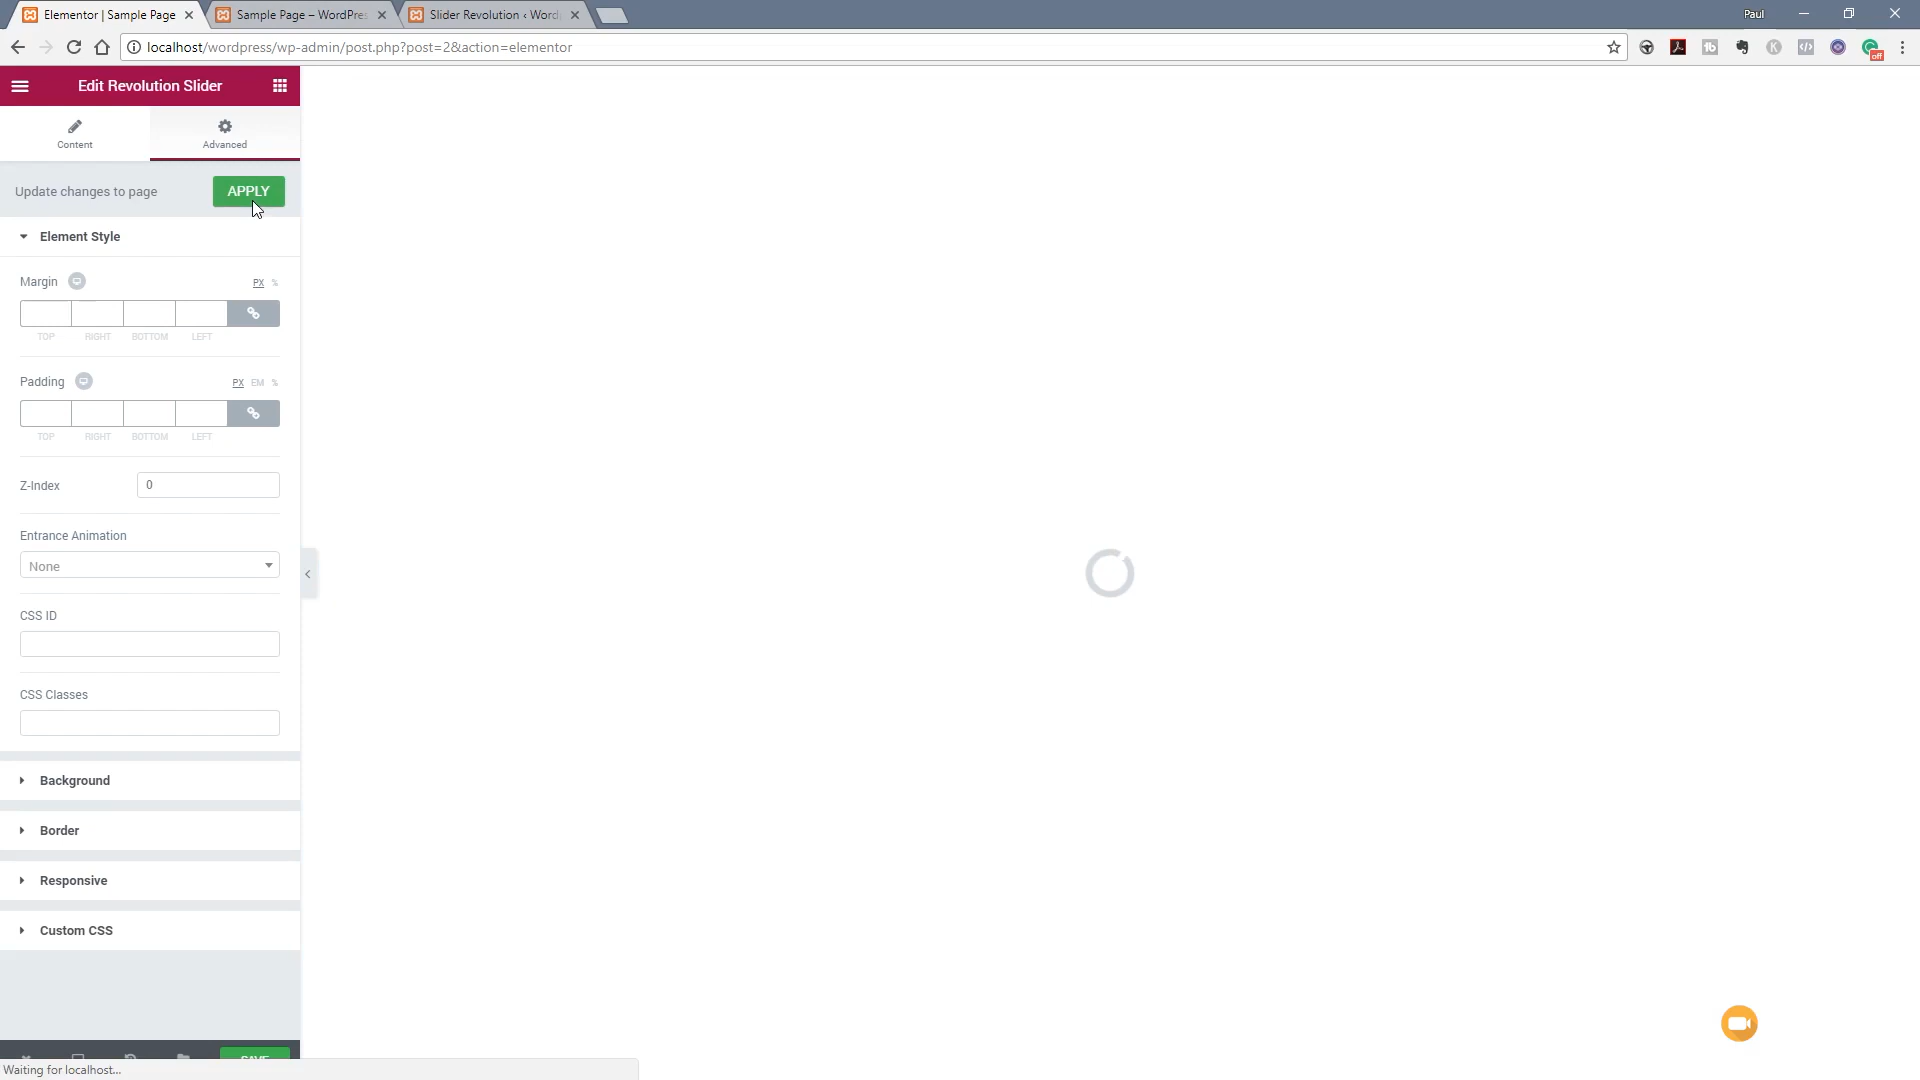 Elementor | Sample Page
Sample Page – WordPres
Slider Revolution ‹ Word
Paul
localhost/wordpress/wp-admin/post.php?post=2&action=elementor
off
Edit Revolution Slider
Content
Advanced
Update changes to page
APPLY
Element Style
Margin
PX %
TOP RIGHT BOTTOM LEFT
Padding
PX EM %
TOP RIGHT BOTTOM LEFT
Z-Index
0
Entrance Animation
None
CSS ID
CSS Classes
Background
Border
Responsive
Custom CSS
SAVE
Waiting for localhost...